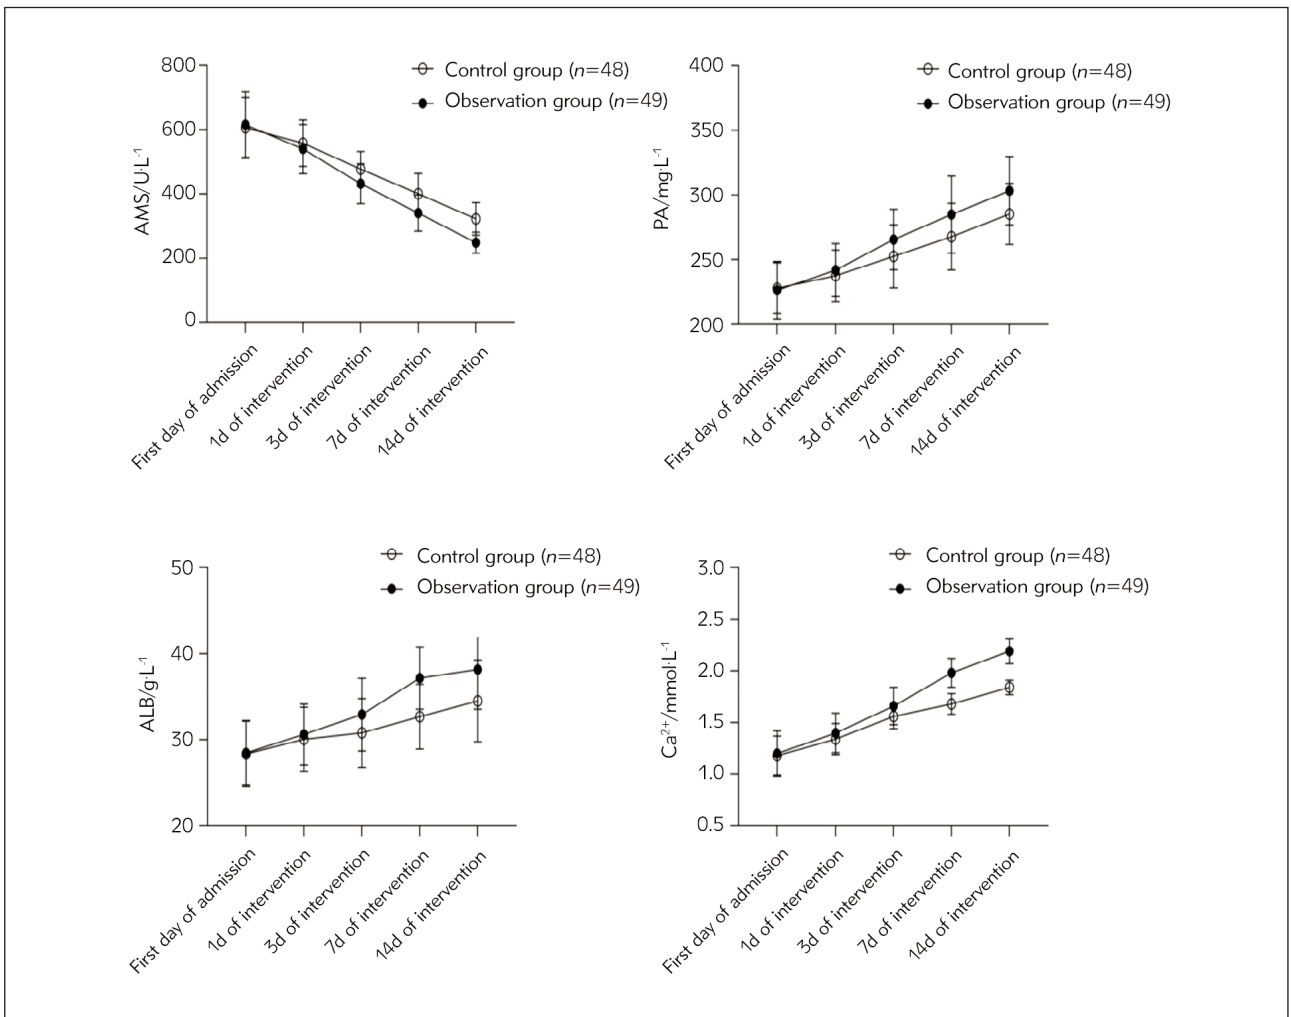 800
600
400
200
0
AMS/U·L⁻¹
Control group (n=48)
Observation group (n=49)
First day of admission
1d of intervention
3d of intervention
7d of intervention
14d of intervention
400
350
300
250
200
PA/mg·L⁻¹
Control group (n=48)
Observation group (n=49)
First day of admission
1d of intervention
3d of intervention
7d of intervention
14d of intervention
50
40
30
20
ALB/g·L⁻¹
Control group (n=48)
Observation group (n=49)
First day of admission
1d of intervention
3d of intervention
7d of intervention
14d of intervention
3.0
2.5
2.0
1.5
1.0
0.5
Ca²⁺/mmol·L⁻¹
Control group (n=48)
Observation group (n=49)
First day of admission
1d of intervention
3d of intervention
7d of intervention
14d of intervention